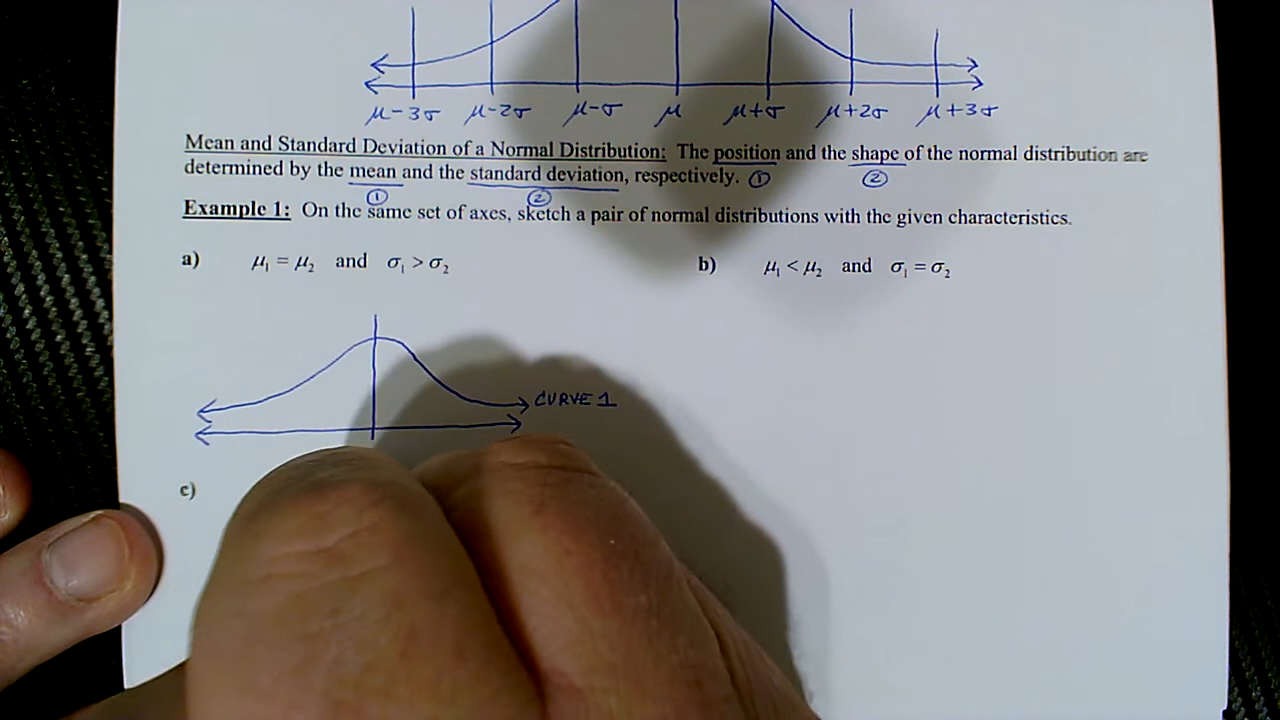 μ-3σ μ-2σ μ-σ μ μ+σ μ+2σ μ+3σ
Mean and Standard Deviation of a Normal Distribution: The position and the shape of the normal distribution are
determined by the mean and the standard deviation, respectively. ① ②
① ②
Example 1: On the same set of axes, sketch a pair of normal distributions with the given characteristics.
a) μ₁ = μ₂ and σ₁ > σ₂ b) μ₁ < μ₂ and σ₁ = σ₂
CURVE 1
c)